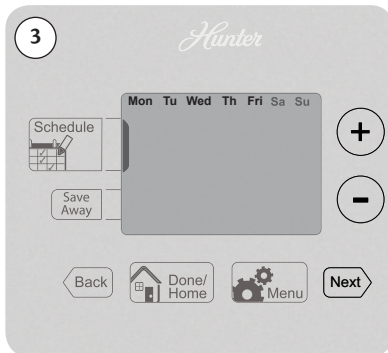 3
Hunter
Mon Tu Wed Th Fri Sa Su
Schedule
+
Save
Away
-
Back
Done/
Home
Menu
Next